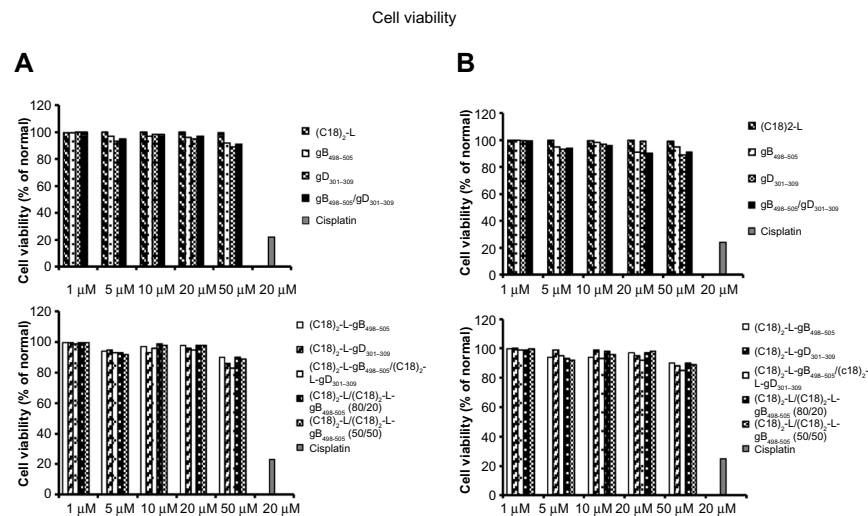 Cell viability
A
Cell viability (% of normal)
120
100
80
60
40
20
0
1 µM 5 µM 10 µM 20 µM 50 µM 20 µM
(C18)₂-L
gB₄₉₈₋₅₀₅
gD₃₀₁₋₃₀₉
gB₄₉₈₋₅₀₅/gD₃₀₁₋₃₀₉
Cisplatin
Cell viability (% of normal)
120
100
80
60
40
20
0
1 µM 5 µM 10 µM 20 µM 50 µM 20 µM
(C18)₂-L-gB₄₉₈₋₅₀₅
(C18)₂-L-gD₃₀₁₋₃₀₉
(C18)₂-L-gB₄₉₈₋₅₀₅/(C18)₂-
L-gD₃₀₁₋₃₀₉
(C18)₂-L/(C18)₂-L-
gB₄₉₈₋₅₀₅ (80/20)
(C18)₂-L/(C18)₂-L-
gB₄₉₈₋₅₀₅ (50/50)
Cisplatin
B
Cell viability (% of normal)
120
100
80
60
40
20
0
1 µM 5 µM 10 µM 20 µM 50 µM 20 µM
(C18)2-L
gB₄₉₈₋₅₀₅
gD₃₀₁₋₃₀₉
gB₄₉₈₋₅₀₅/gD₃₀₁₋₃₀₉
Cisplatin
Cell viability (% of normal)
120
100
80
60
40
20
0
1 µM 5 µM 10 µM 20 µM 50 µM 20 µM
(C18)₂-L-gB₄₉₈₋₅₀₅
(C18)₂-L-gD₃₀₁₋₃₀₉
(C18)₂-L-gB₄₉₈₋₅₀₅/(c18)₂-
L-gD₃₀₁₋₃₀₉
(C18)₂-L/(C18)₂-L-
gB₄₉₈₋₅₀₅ (80/20)
(C18)₂-L/(C18)₂-L-
gB₄₉₈₋₅₀₅ (50/50)
Cisplatin